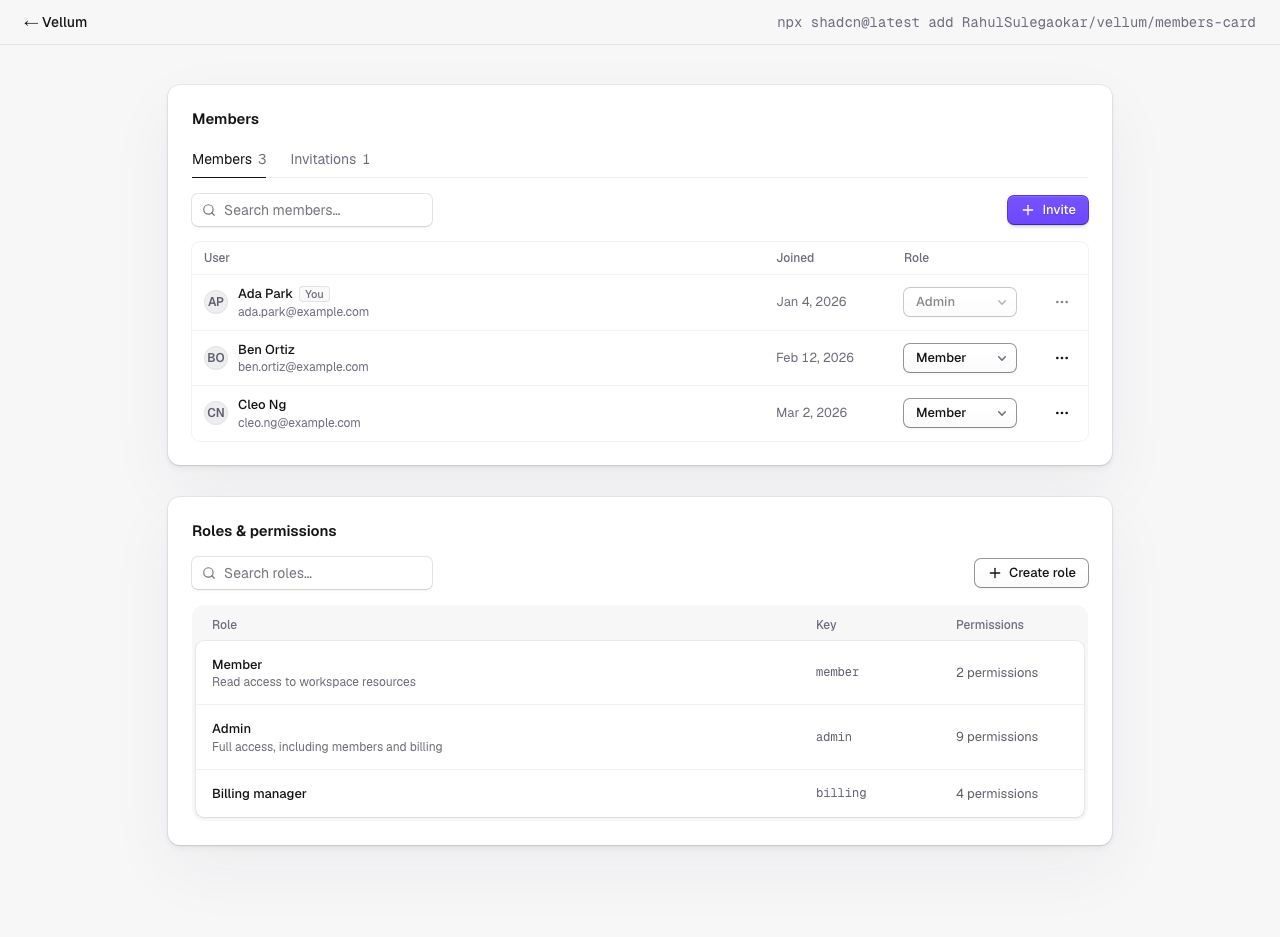 ← Vellum
npx shadcn@latest add RahulSulegaokar/vellum/members-card
Members
Members 3 Invitations 1
Search members…
+ Invite
User Joined Role
AP Ada Park You Jan 4, 2026 Admin
ada.park@example.com
BO Ben Ortiz Feb 12, 2026 Member
ben.ortiz@example.com
CN Cleo Ng Mar 2, 2026 Member
cleo.ng@example.com
Roles & permissions
Search roles…
+ Create role
Role Key Permissions
Member member 2 permissions
Read access to workspace resources
Admin admin 9 permissions
Full access, including members and billing
Billing manager billing 4 permissions